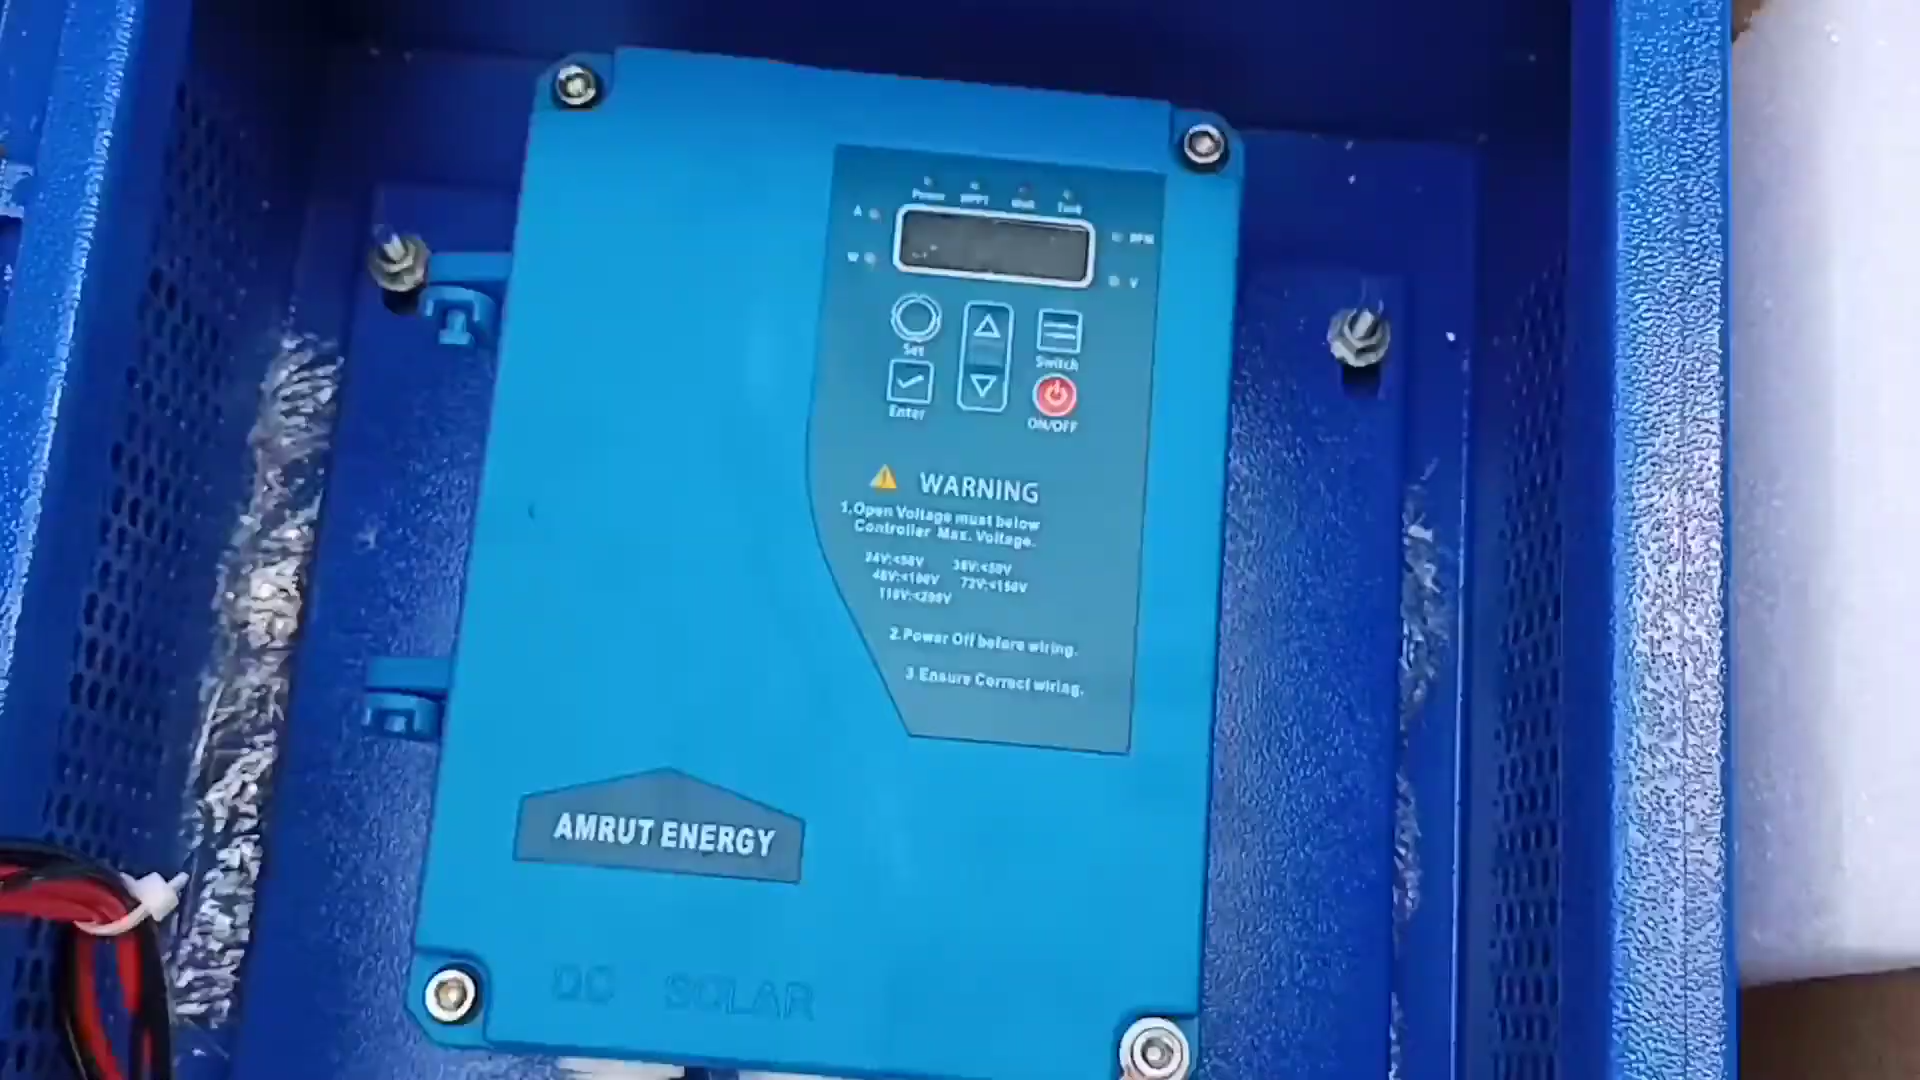 Power MPPT Well Tank
A
RPM
W
V
Set
Switch
Enter
ON/OFF
WARNING
1.Open Voltage must below
Controller Max. Voltage.
24V:<50V 36V:<50V
48V:<100V 72V:<150V
110V:<200V
2.Power Off before wiring.
3.Ensure Correct wiring.
AMRUT ENERGY
DC SOLAR